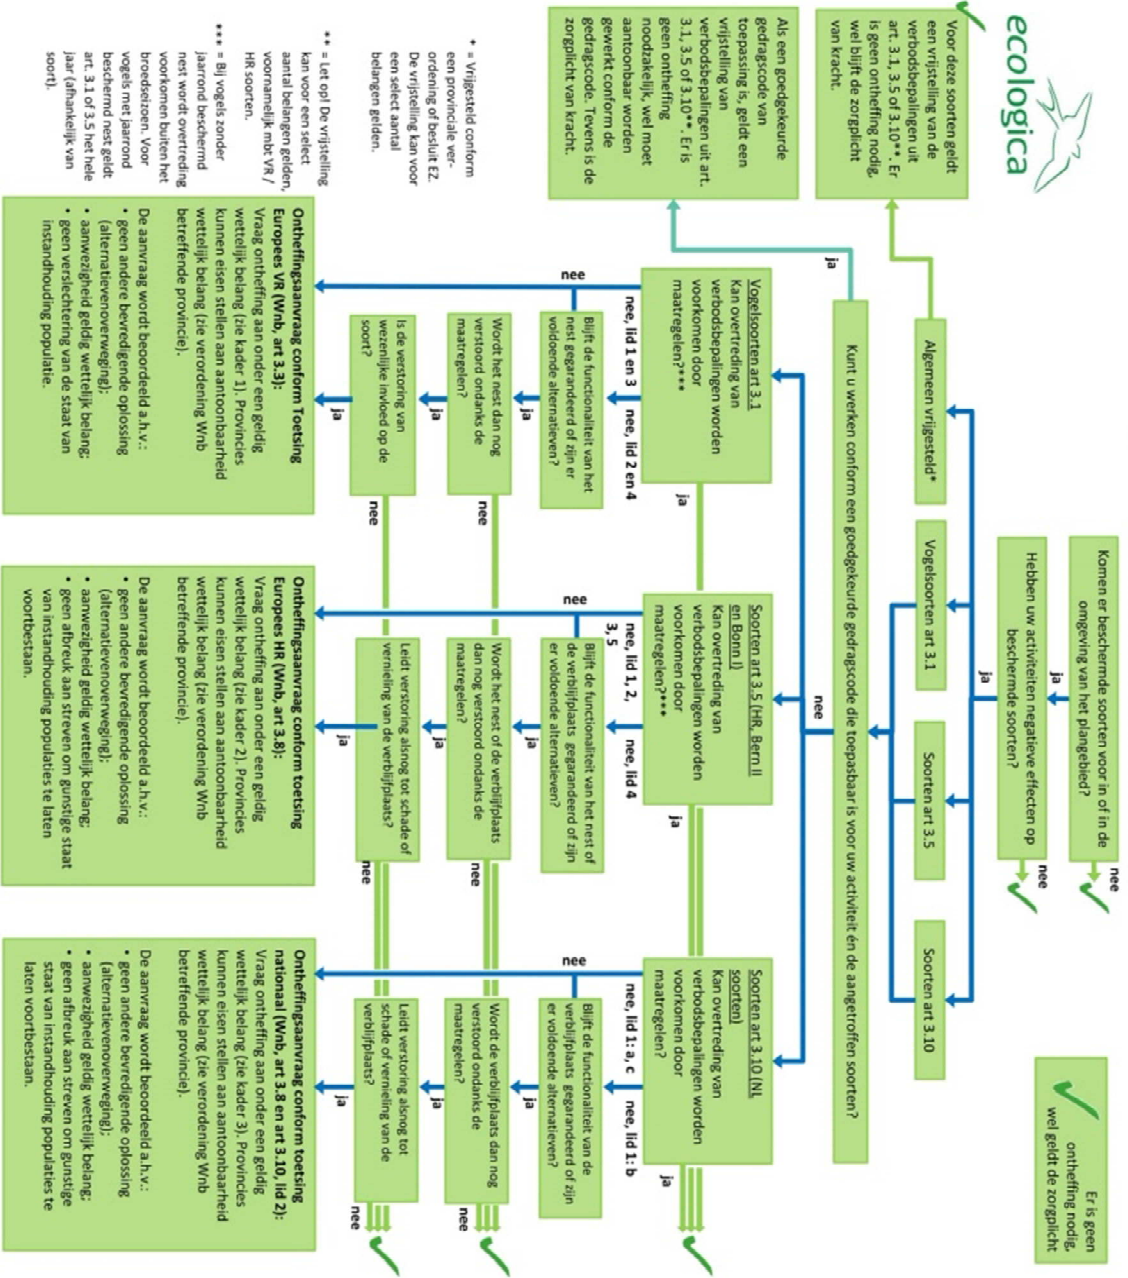 ecologica
Komen er beschermde soorten voor in of in de
omgeving van het plangebied?
nee
ja
Hebben uw activiteiten negatieve effecten op
beschermde soorten?
nee
ja
Er is geen
ontheffing nodig,
wel geldt de zorgplicht
Algemeen vrijgesteld*
Vogelsoorten art 3.1
Soorten art 3.5
Soorten art 3.10
Voor deze soorten geldt
een vrijstelling van de
verbodsbepalingen uit
art. 3.1, 3.5 of 3.10**. Er
is geen ontheffing nodig,
wel blijft de zorgplicht
van kracht.
Kunt u werken conform een goedgekeurde gedragscode die toepasbaar is voor uw activiteit én de aangetroffen soorten?
ja
nee
Als een goedgekeurde
gedragscode van
toepassing is, geldt een
vrijstelling van
verbodsbepalingen uit art.
3.1, 3.5 of 3.10**. Er is
geen ontheffing
noodzakelijk, wel moet
aantoonbaar worden
gewerkt conform de
gedragscode. Tevens is de
zorgplicht van kracht.
Vogelsoorten art 3.1
Kan overtreding van
verbodsbepalingen worden
voorkomen door
maatregelen?***
ja
Soorten art 3.5 (HR, Bern II
en Bonn I)
Kan overtreding van
verbodsbepalingen worden
voorkomen door
maatregelen?***
ja
Soorten art 3.10 (NL
soorten)
Kan overtreding van
verbodsbepalingen worden
voorkomen door
maatregelen?
ja
nee, lid 1 en 3
nee, lid 2 en 4
nee, lid 1, 2,
3, 5
nee, lid 4
nee, lid 1: a, c
nee, lid 1: b
Blijft de functionaliteit van het
nest gegarandeerd of zijn er
voldoende alternatieven?
nee
ja
Blijft de functionaliteit van het nest of
de verblijfplaats gegarandeerd of zijn
er voldoende alternatieven?
nee
ja
Blijft de functionaliteit van de
verblijfplaats gegarandeerd of zijn
er voldoende alternatieven?
nee
ja
* = Vrijgesteld conform
een provinciale ver-
ordening of besluit EZ.
De vrijstelling kan voor
een select aantal
belangen gelden.
Wordt het nest dan nog
verstoord ondanks de
maatregelen?
nee
ja
Wordt het nest of de verblijfplaats
dan nog verstoord ondanks de
maatregelen?
nee
ja
Wordt de verblijfplaats dan nog
verstoord ondanks de
maatregelen?
nee
ja
** = Let op! De vrijstelling
kan voor een select
aantal belangen gelden,
voornamelijk mbt VR /
HR soorten.
Is de verstoring van
wezenlijke invloed op de
soort?
nee
ja
Leidt verstoring alsnog tot schade of
vernieling van de verblijfplaats?
nee
ja
Leidt verstoring alsnog tot
schade of vernieling van de
verblijfplaats?
nee
ja
*** = Bij vogels zonder
jaarrond beschermd
nest wordt overtreding
voorkomen buiten het
broedseizoen. Voor
vogels met jaarrond
beschermd nest geldt
art. 3.1 of 3.5 het hele
jaar (afhankelijk van
soort).
Ontheffingsaanvraag conform Toetsing
Europees VR (Wnb, art 3.3):
Vraag ontheffing aan onder een geldig
wettelijk belang (zie kader 1). Provincies
kunnen eisen stellen aan aantoonbaarheid
wettelijk belang (zie verordening Wnb
betreffende provincie).
De aanvraag wordt beoordeeld a.h.v.:
• geen andere bevredigende oplossing
(alternatievenoverweging);
• aanwezigheid geldig wettelijk belang;
• geen verslechtering van de staat van
instandhouding populatie.
Ontheffingsaanvraag conform toetsing
Europees HR (Wnb, art 3.8):
Vraag ontheffing aan onder een geldig
wettelijk belang (zie kader 2). Provincies
kunnen eisen stellen aan aantoonbaarheid
wettelijk belang (zie verordening Wnb
betreffende provincie).
De aanvraag wordt beoordeeld a.h.v.:
• geen andere bevredigende oplossing
(alternatievenoverweging);
• aanwezigheid geldig wettelijk belang;
• geen afbreuk aan streven om gunstige staat
van instandhouding populaties te laten
voortbestaan.
Ontheffingsaanvraag conform toetsing
nationaal (Wnb, art 3.8 en art 3.10, lid 2):
Vraag ontheffing aan onder een geldig
wettelijk belang (zie kader 3). Provincies
kunnen eisen stellen aan aantoonbaarheid
wettelijk belang (zie verordening Wnb
betreffende provincie).
De aanvraag wordt beoordeeld a.h.v.:
• geen andere bevredigende oplossing
(alternatievenoverweging);
• aanwezigheid geldig wettelijk belang;
• geen afbreuk aan streven om gunstige
staat van instandhouding populaties te
laten voortbestaan.